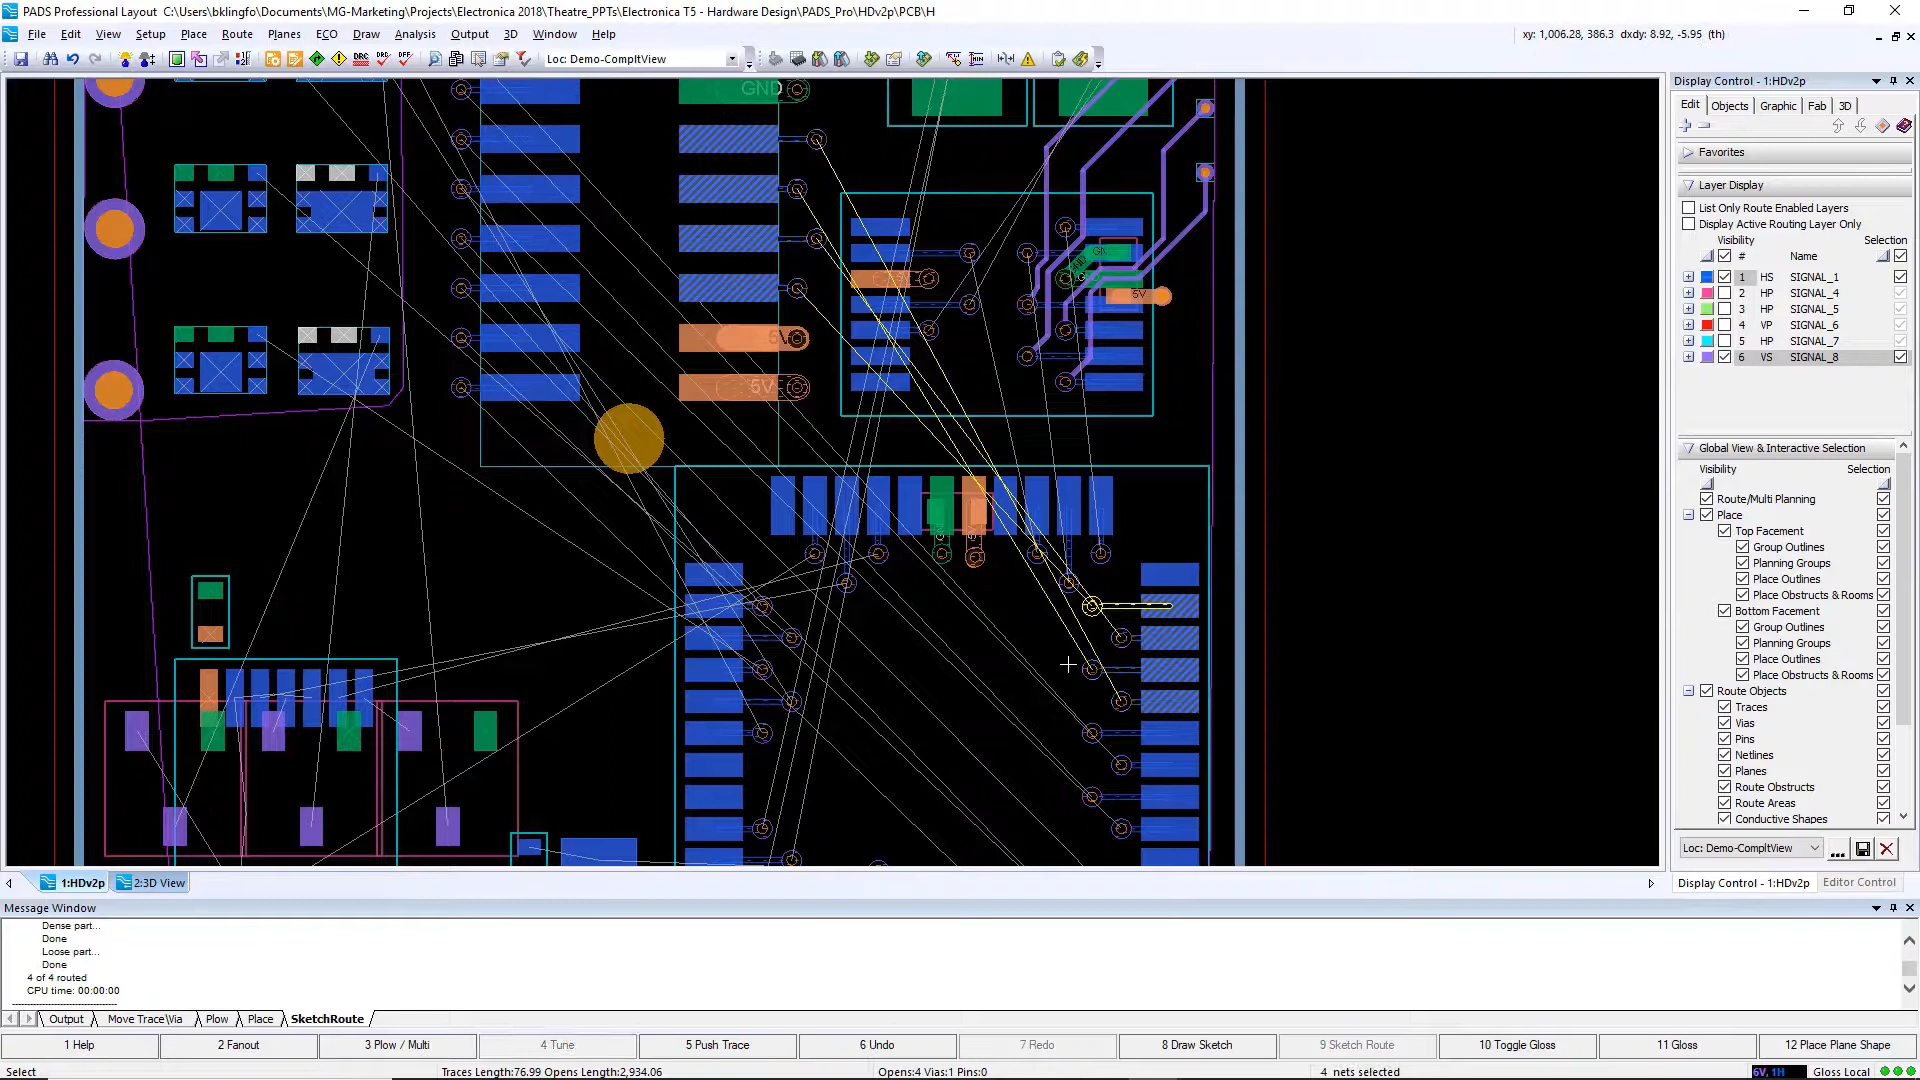 PADS Professional Layout C:\Users\bklingfo\Documents\MG-Marketing\Projects\Electronica 2018\Theatre_PPTs\Electronica T5 - Hardware Design\PADS_Pro\HDv2p\PCB\H
File Edit View Setup Place Route Planes ECO Draw Analysis Output 3D Window Help
xy: 1,006.28, 386.3 dxdy: 8.92, -5.95 (th)
DRC DRC OFF
Loc: Demo-CompltView
GND
5V
5V
5V
Display Control - 1:HDv2p
Edit Objects Graphic Fab 3D
Favorites
Layer Display
List Only Route Enabled Layers
Display Active Routing Layer Only
Visibility Selection
# Name
1 HS SIGNAL_1
2 HP SIGNAL_4
3 HP SIGNAL_5
4 VP SIGNAL_6
5 HP SIGNAL_7
6 VS SIGNAL_8
Global View & Interactive Selection
Visibility Selection
Route/Multi Planning
Place
Top Facement
Group Outlines
Planning Groups
Place Outlines
Place Obstructs & Rooms
Bottom Facement
Group Outlines
Planning Groups
Place Outlines
Place Obstructs & Rooms
Route Objects
Traces
Vias
Pins
Netlines
Planes
Route Obstructs
Route Areas
Conductive Shapes
Loc: Demo-CompltView
Display Control - 1:HDv2p Editor Control
1:HDv2p 2:3D View
Message Window
Dense part...
Done
Loose part...
Done
4 of 4 routed
CPU time: 00:00:00
Output Move Trace\Via Plow Place SketchRoute
1 Help 2 Fanout 3 Plow / Multi 4 Tune 5 Push Trace 6 Undo 7 Redo 8 Draw Sketch 9 Sketch Route 10 Toggle Gloss 11 Gloss 12 Place Plane Shape
Select Traces Length:76.99 Opens Length:2,934.06 Opens:4 Vias:1 Pins:0 4 nets selected 6V, 1H Gloss Local